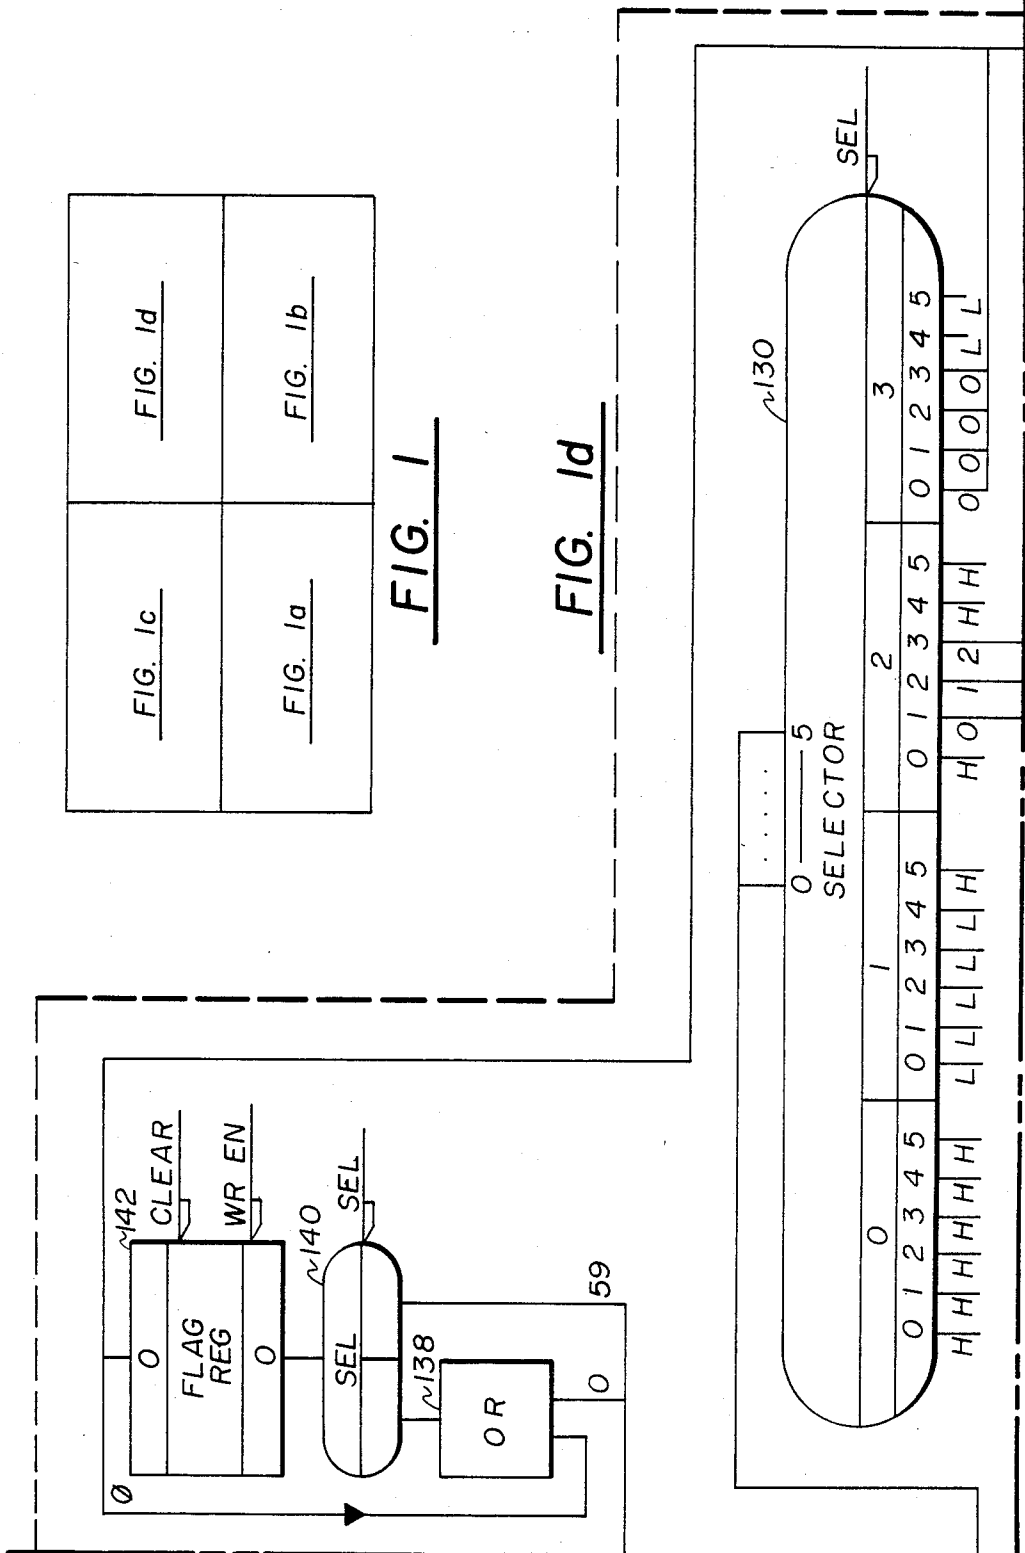 FIG. 1c
FIG. 1d
FIG. 1a
FIG. 1b
FIG. 1
FIG. 1d
Ø
142
0
CLEAR
FLAG
REG
WR EN
0
140
SEL
SEL
138
OR
0
59
130
.....
0 5
SELECTOR
SEL
0 1 2 3
0 1 2 3 4 5 0 1 2 3 4 5 0 1 2 3 4 5 0 1 2 3 4 5
H H H H H H L L L L L H H 0 1 2 H H 0 0 0 0 L L